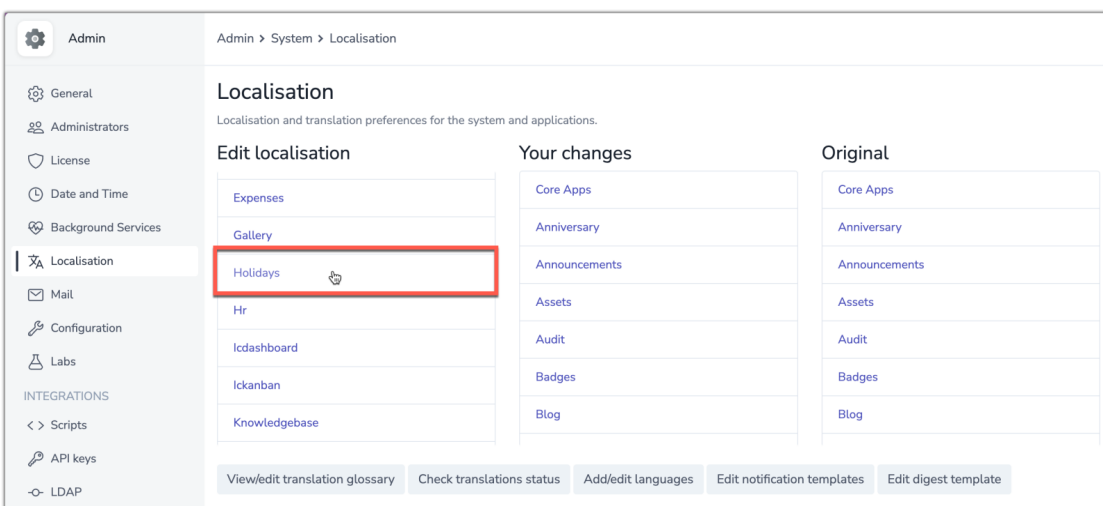 Admin
Admin > System > Localisation
General
Administrators
License
Date and Time
Background Services
Localisation
Mail
Configuration
Labs
INTEGRATIONS
Scripts
API keys
LDAP
Localisation
Localisation and translation preferences for the system and applications.
Edit localisation
Expenses
Gallery
Holidays
Hr
Icdashboard
Ickanban
Knowledgebase
Your changes
Core Apps
Anniversary
Announcements
Assets
Audit
Badges
Blog
Original
Core Apps
Anniversary
Announcements
Assets
Audit
Badges
Blog
View/edit translation glossary
Check translations status
Add/edit languages
Edit notification templates
Edit digest template